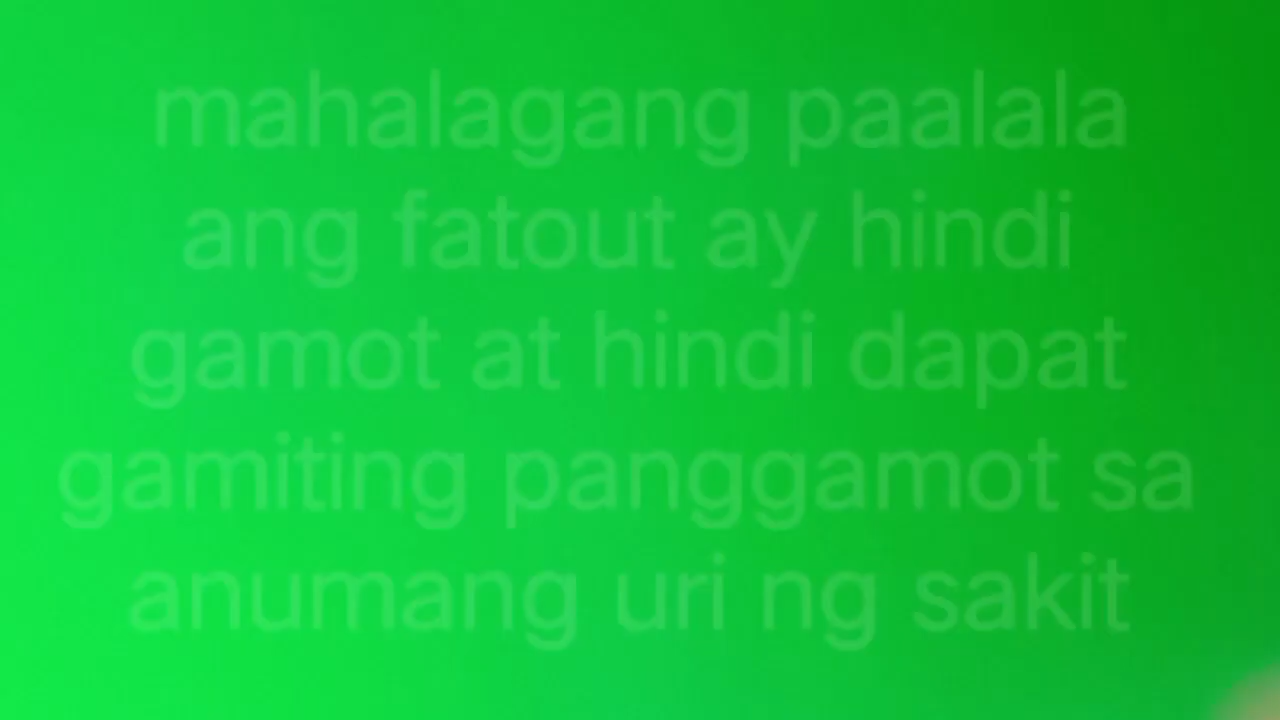 mahalagang paalala
ang fatout ay hindi
gamot at hindi dapat
gamiting panggamot sa
anumang uri ng sakit